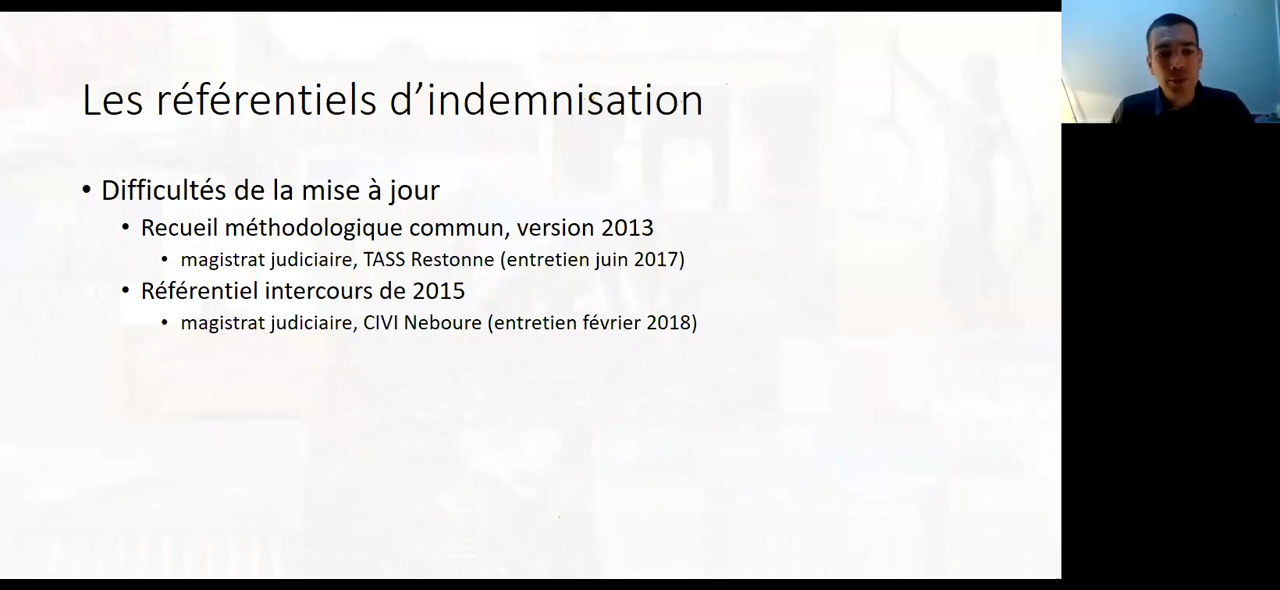 Les référentiels d’indemnisation
• Difficultés de la mise à jour
• Recueil méthodologique commun, version 2013
• magistrat judiciaire, TASS Restonne (entretien juin 2017)
• Référentiel intercours de 2015
• magistrat judiciaire, CIVI Neboure (entretien février 2018)